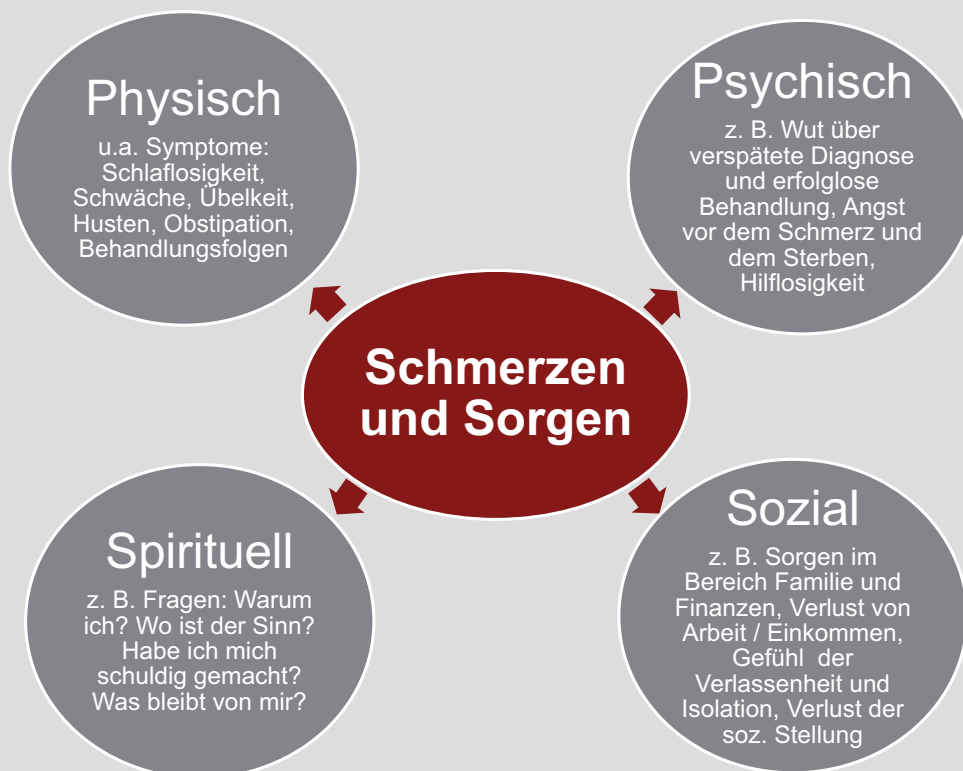 Physisch
u.a. Symptome:
Schlaflosigkeit,
Schwäche, Übelkeit,
Husten, Obstipation,
Behandlungsfolgen
Psychisch
z. B. Wut über
verspätete Diagnose
und erfolglose
Behandlung, Angst
vor dem Schmerz und
dem Sterben,
Hilflosigkeit
Schmerzen
und Sorgen
Spirituell
z. B. Fragen: Warum
ich? Wo ist der Sinn?
Habe ich mich
schuldig gemacht?
Was bleibt von mir?
Sozial
z. B. Sorgen im
Bereich Familie und
Finanzen, Verlust von
Arbeit / Einkommen,
Gefühl  der
Verlassenheit und
Isolation, Verlust der
soz. Stellung